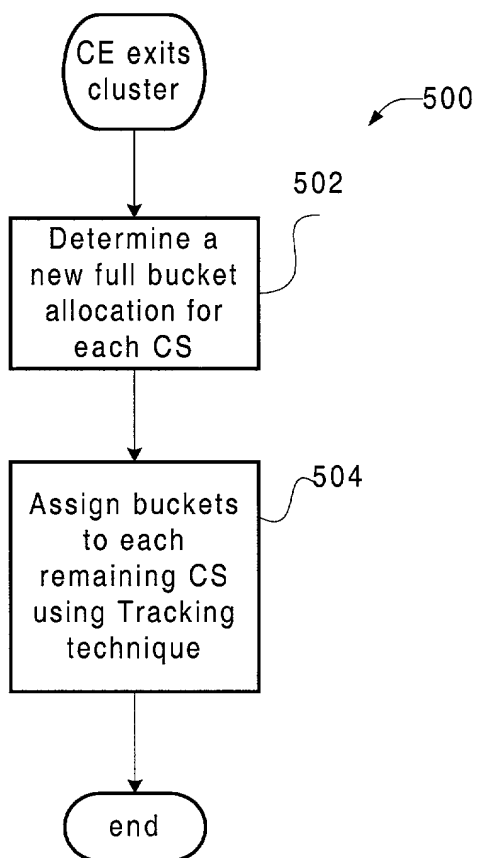 CE exits
cluster
500
502
Determine a
new full bucket
allocation for
each CS
504
Assign buckets
to each
remaining CS
using Tracking
technique
end